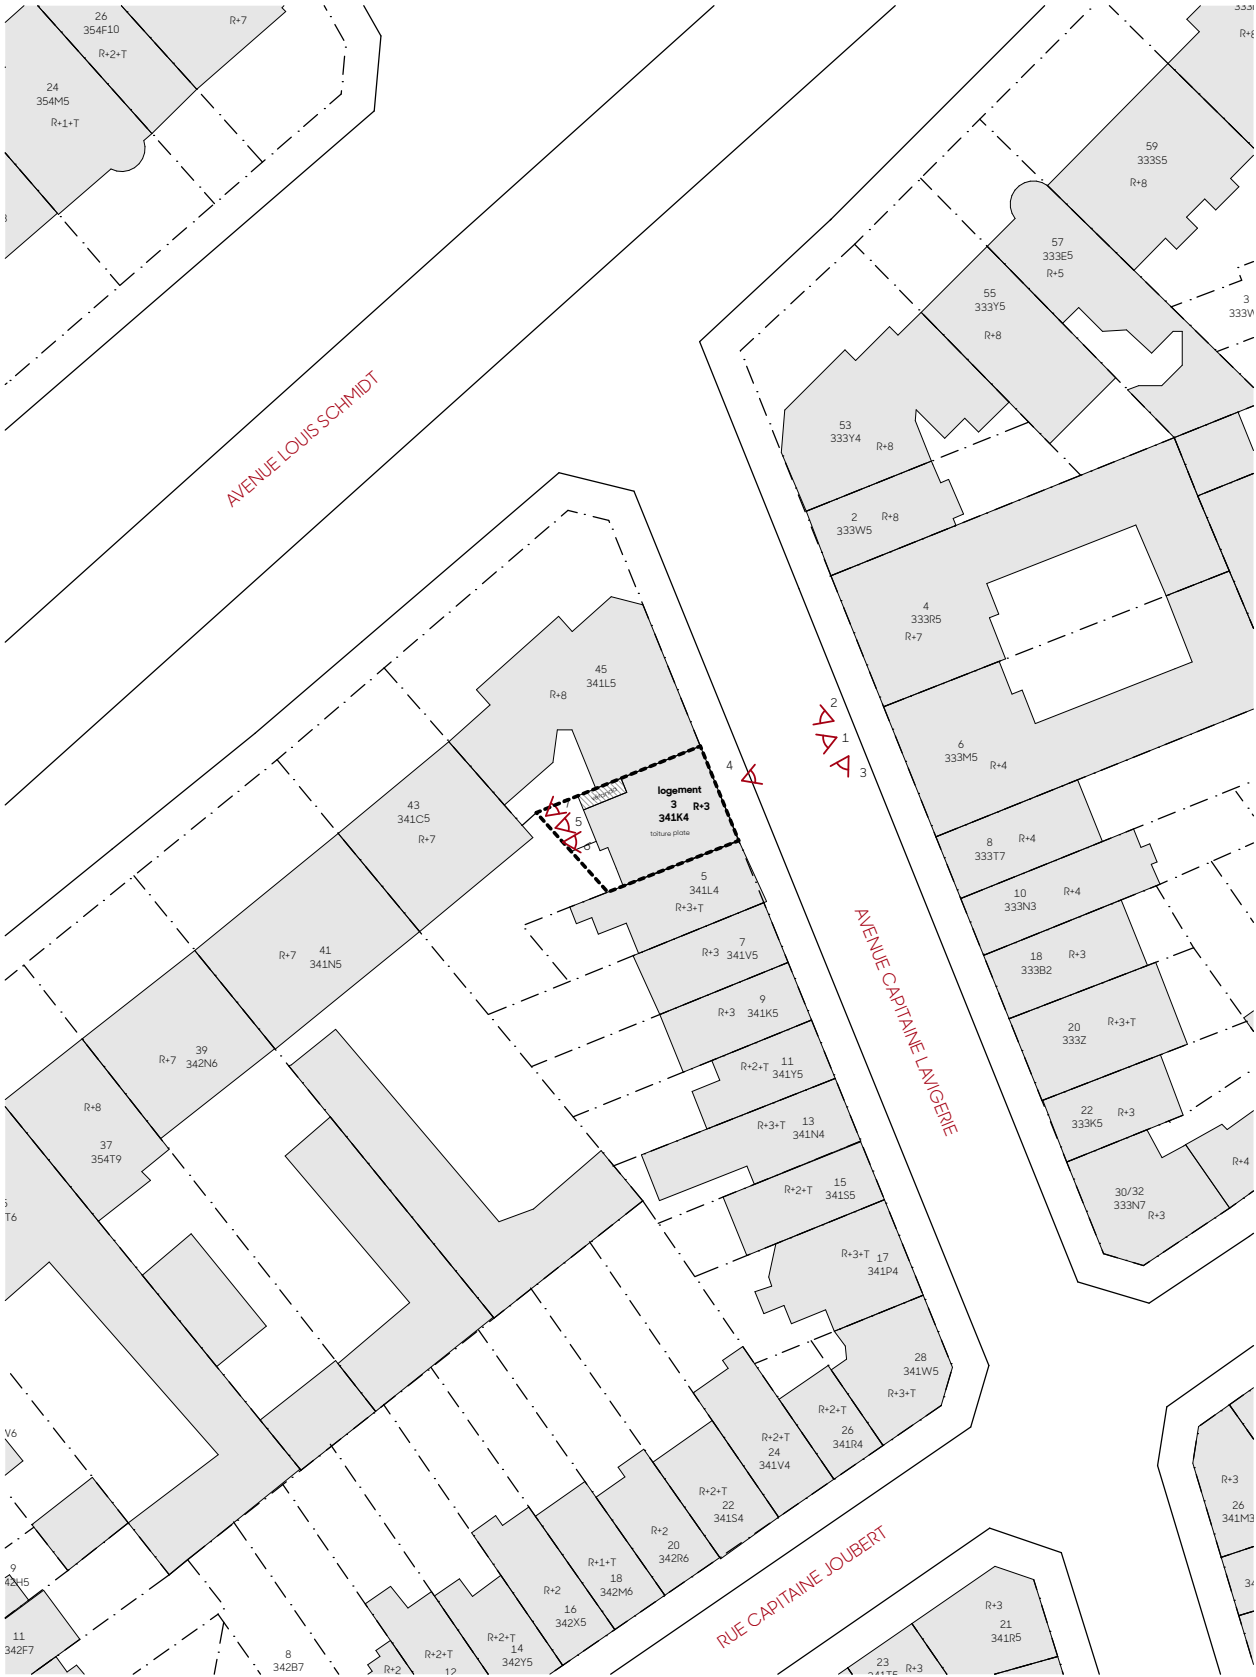 26
354F10
R+2+T
R+7
24
354M5
R+1+T
59
333S5
R+8
57
333E5
R+5
55
333Y5
R+8
3
53
333Y4
R+8
2
333W5
R+8
AVENUE LOUIS SCHMIDT
4
333R5
R+7
45
341L5
R+8
2
1
3
4
6
333M5
R+4
logement
3
R+3
341K4
toiture plate
7
5
6
43
341C5
R+7
8
333T7
R+4
5
341L4
R+3+T
10
333N3
R+4
7
341V5
R+3
41
341N5
R+7
18
333B2
R+3
9
341K5
R+3
AVENUE CAPITAINE LAVIGERIE
20
333Z
R+3+T
39
342N6
R+7
11
341Y5
R+2+T
R+8
37
354T9
22
333K5
R+3
13
341N4
R+3+T
R+4
15
341S5
R+2+T
30/32
333N7
R+3
T6
17
341P4
R+3+T
28
341W5
R+3+T
R+2+T
26
341R4
R+2+T
24
341V4
R+3
26
341M3
R+2+T
22
341S4
R+2
20
342R6
R+1+T
18
342M6
R+2
16
342X5
RUE CAPITAINE JOUBERT
9
42H5
11
342F7
8
342B7
R+2
R+2+T
12
R+2+T
14
342Y5
R+3
21
341R5
23
341T5
R+3